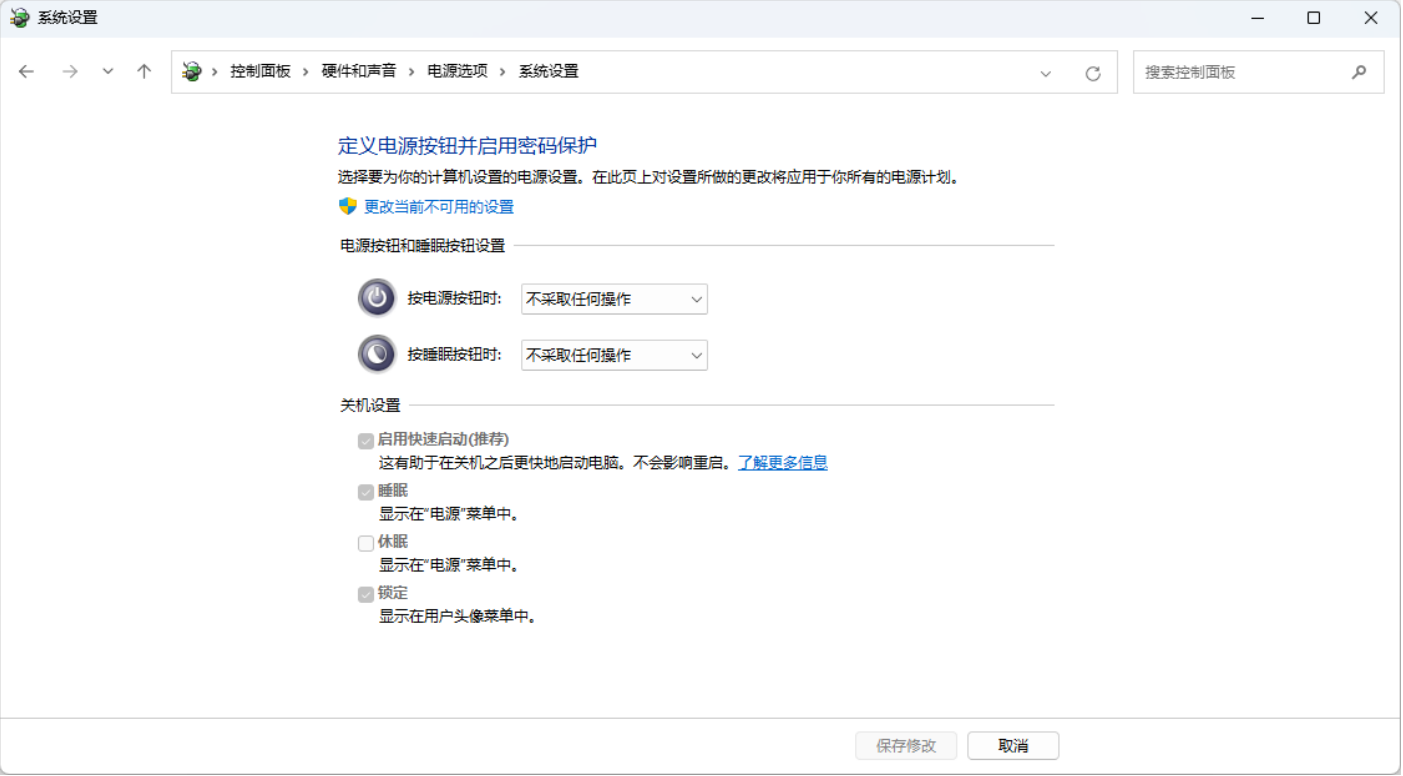 系统设置
控制面板 › 硬件和声音 › 电源选项 › 系统设置
搜索控制面板
定义电源按钮并启用密码保护
选择要为你的计算机设置的电源设置。在此页上对设置所做的更改将应用于你所有的电源计划。
更改当前不可用的设置
电源按钮和睡眠按钮设置
按电源按钮时: 不采取任何操作
按睡眠按钮时: 不采取任何操作
关机设置
启用快速启动(推荐)
这有助于在关机之后更快地启动电脑。不会影响重启。了解更多信息
睡眠
显示在“电源”菜单中。
休眠
显示在“电源”菜单中。
锁定
显示在用户头像菜单中。
保存修改 取消